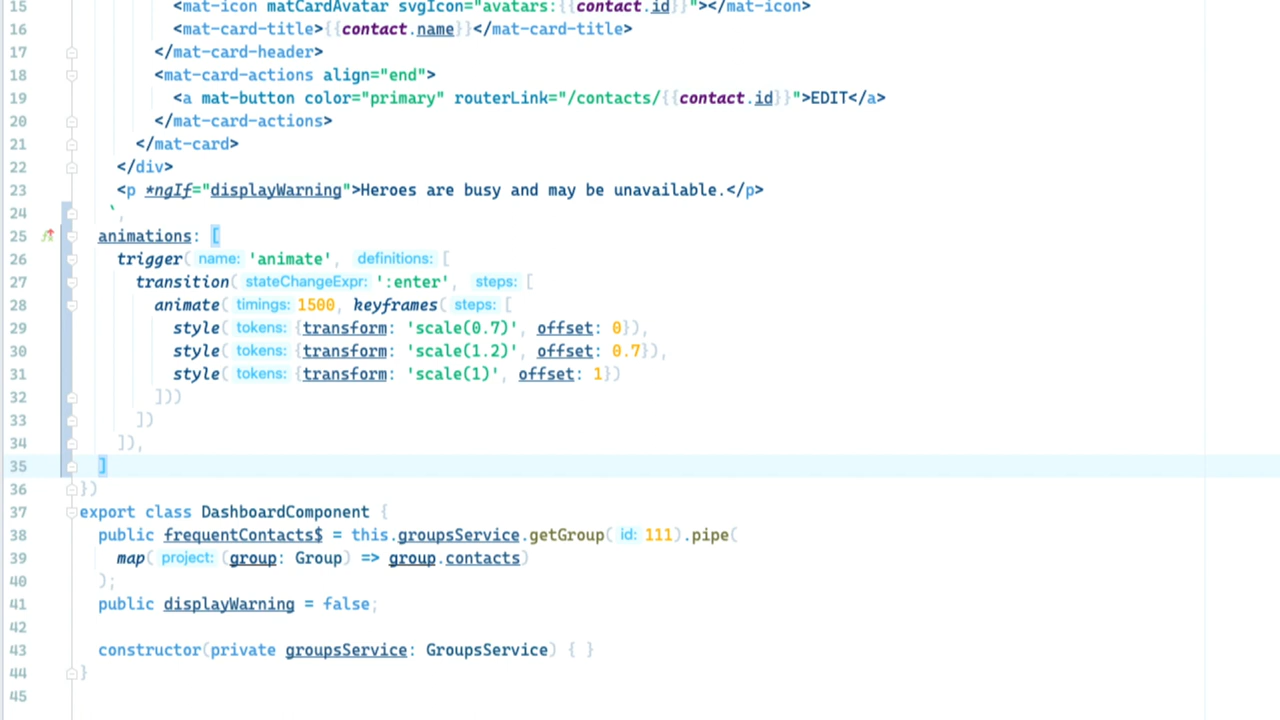 15 <mat-icon matCardAvatar svgIcon="avatars:{{contact.id}}"></mat-icon>
16 <mat-card-title>{{contact.name}}</mat-card-title>
17 </mat-card-header>
18 <mat-card-actions align="end">
19 <a mat-button color="primary" routerLink="/contacts/{{contact.id}}">EDIT</a>
20 </mat-card-actions>
21 </mat-card>
22 </div>
23 <p *ngIf="displayWarning">Heroes are busy and may be unavailable.</p>
24 `,
25 animations: [
26 trigger( name: 'animate', definitions: [
27 transition( stateChangeExpr: ':enter', steps: [
28 animate( timings: 1500, keyframes( steps: [
29 style( tokens: {transform: 'scale(0.7)', offset: 0}),
30 style( tokens: {transform: 'scale(1.2)', offset: 0.7}),
31 style( tokens: {transform: 'scale(1)', offset: 1})
32 ]))
33 ])
34 ]),
35 ]
36 })
37 export class DashboardComponent {
38 public frequentContacts$ = this.groupsService.getGroup( id: 111).pipe(
39 map( project: (group: Group) => group.contacts)
40 );
41 public displayWarning = false;
42
43 constructor(private groupsService: GroupsService) { }
44 }
45